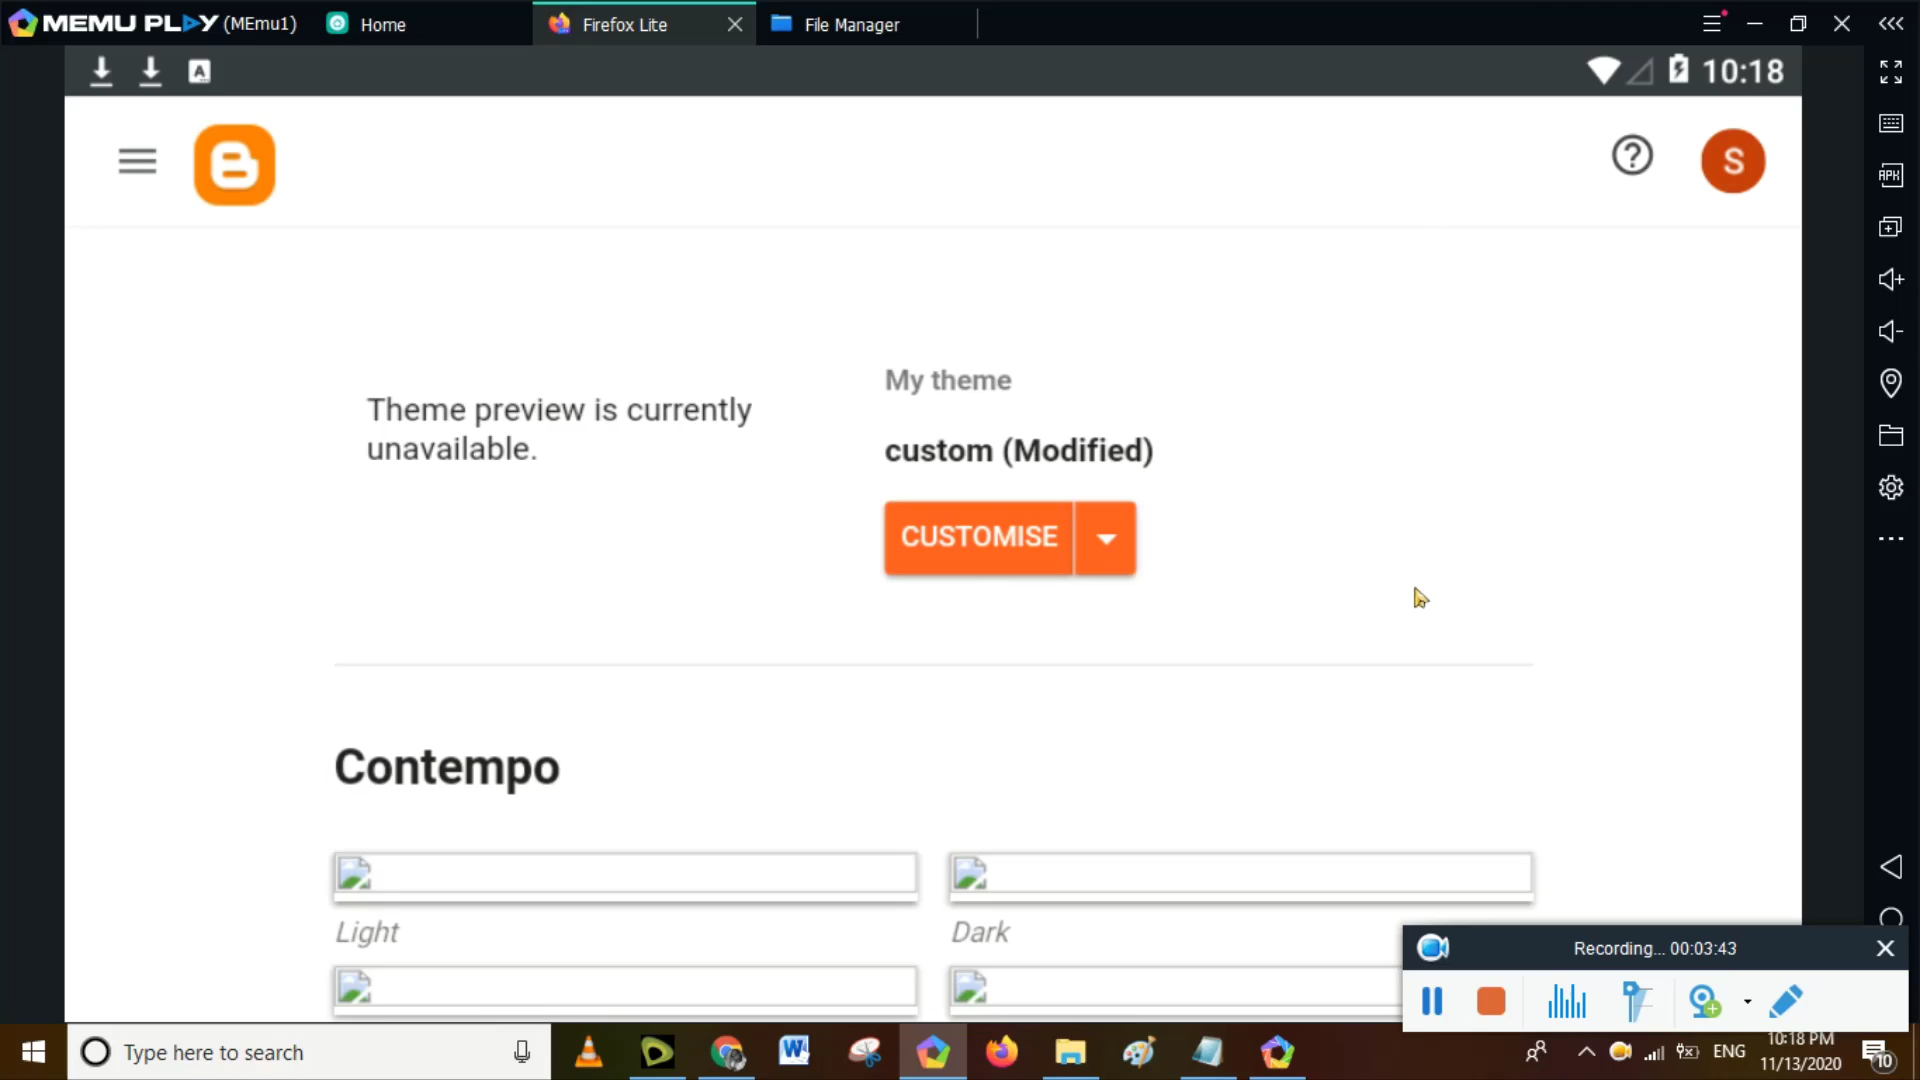 MEMU PLAY (MEmu1)
Home
Firefox Lite
File Manager
A
10:18
S
My theme
Theme preview is currently
unavailable.
custom (Modified)
CUSTOMISE
Contempo
Light
Dark
APK
Recording... 00:03:43
Type here to search
W
ENG
10:18 PM
11/13/2020
10